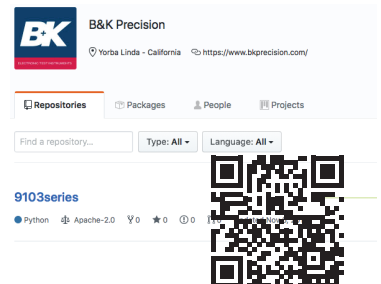 BK
ELECTRONIC TEST INSTRUMENTS
B&K Precision
Yorba Linda - California https://www.bkprecision.com/
Repositories Packages People Projects
Find a repository... Type: All Language: All
9103series
Python Apache-2.0 0 0 0